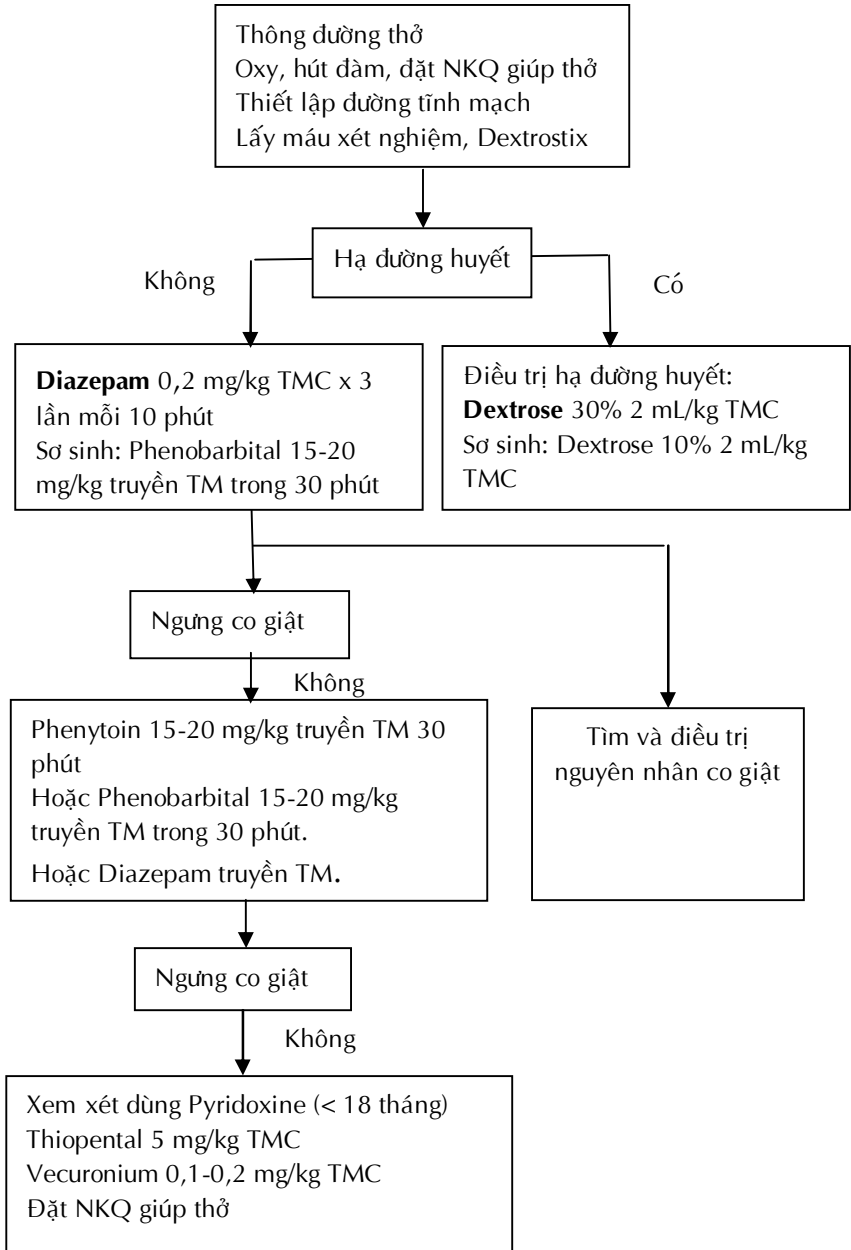 Thông đường thở
Oxy, hút đàm, đặt NKQ giúp thở
Thiết lập đường tĩnh mạch
Lấy máu xét nghiệm, Dextrostix
Hạ đường huyết
Không
Có
Diazepam 0,2 mg/kg TMC x 3
lần mỗi 10 phút
Sơ sinh: Phenobarbital 15-20
mg/kg truyền TM trong 30 phút
Điều trị hạ đường huyết:
Dextrose 30% 2 mL/kg TMC
Sơ sinh: Dextrose 10% 2 mL/kg
TMC
Ngưng co giật
Không
Phenytoin 15-20 mg/kg truyền TM 30
phút
Hoặc Phenobarbital 15-20 mg/kg
truyền TM trong 30 phút.
Hoặc Diazepam truyền TM.
Tìm và điều trị
nguyên nhân co giật
Ngưng co giật
Không
Xem xét dùng Pyridoxine (< 18 tháng)
Thiopental 5 mg/kg TMC
Vecuronium 0,1-0,2 mg/kg TMC
Đặt NKQ giúp thở